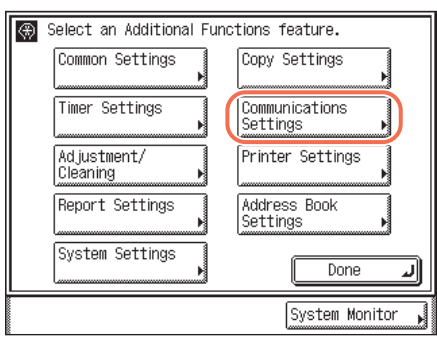 Select an Additional Functions feature.
Common Settings
Copy Settings
Timer Settings
Communications
Settings
Adjustment/
Cleaning
Printer Settings
Report Settings
Address Book
Settings
System Settings
Done
System Monitor